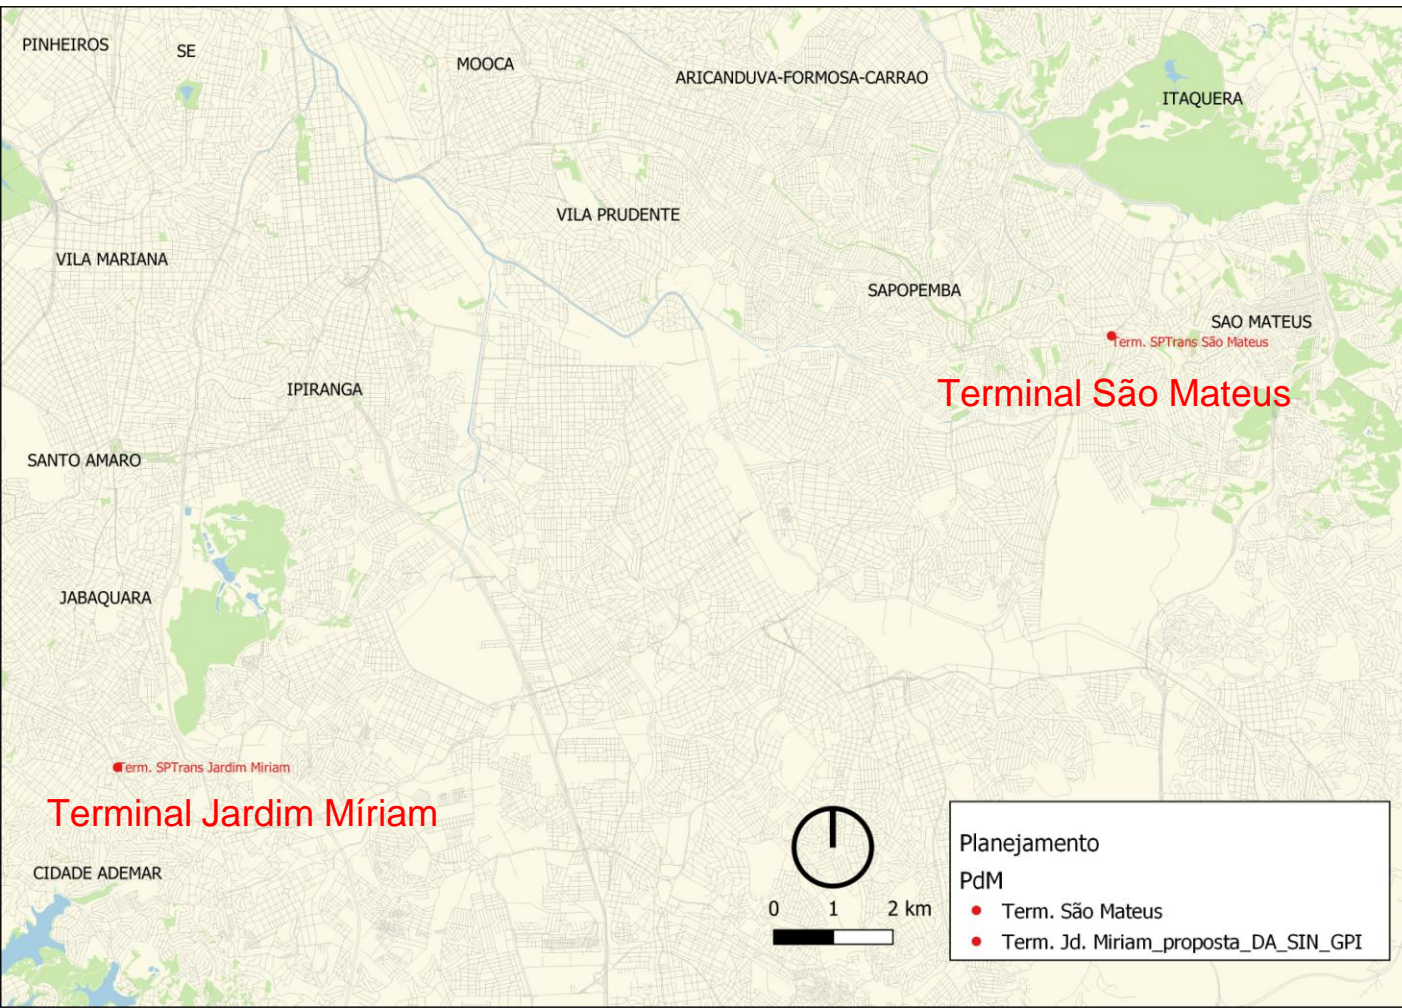 PINHEIROS
SE
MOOCA
ARICANDUVA-FORMOSA-CARRAO
ITAQUERA
VILA PRUDENTE
VILA MARIANA
SAPOPEMBA
SAO MATEUS
Term. SPTrans São Mateus
Terminal São Mateus
IPIRANGA
SANTO AMARO
JABAQUARA
Term. SPTrans Jardim Miriam
Terminal Jardim Míriam
CIDADE ADEMAR
0 1 2 km
Planejamento
PdM
Term. São Mateus
Term. Jd. Miriam_proposta_DA_SIN_GPI